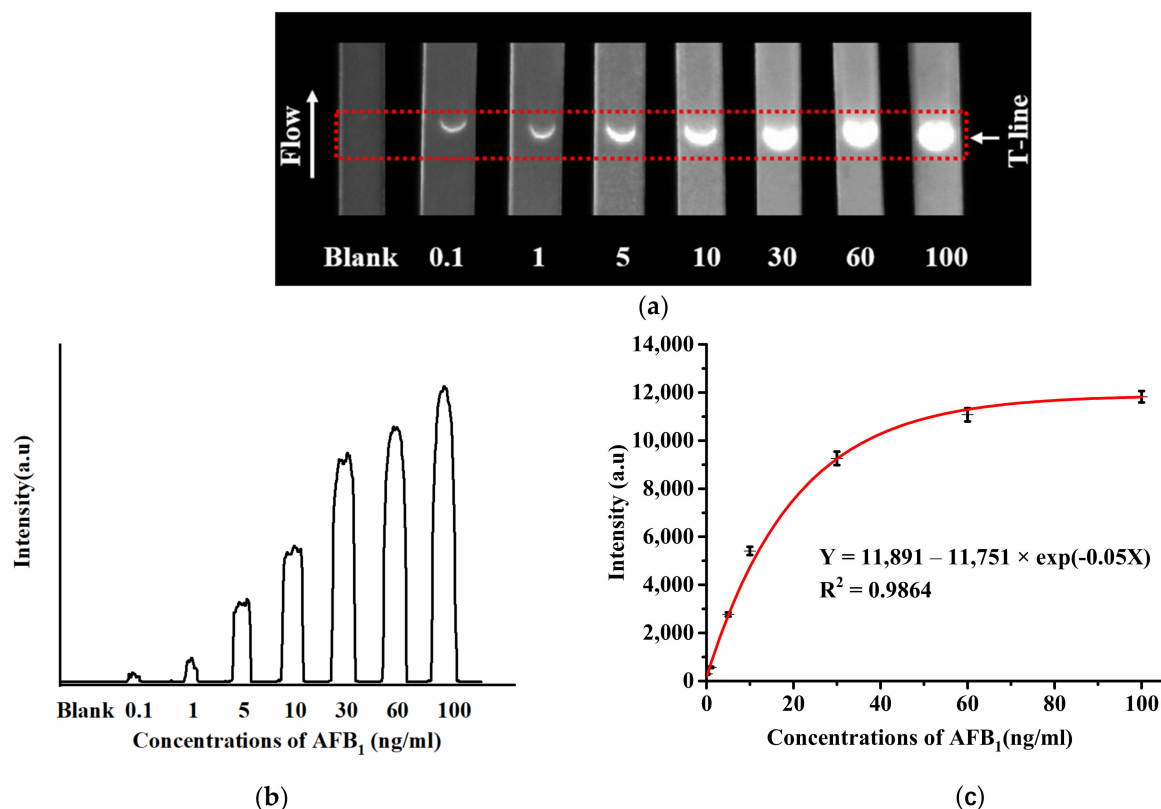 Flow
T-line
Blank 0.1 1 5 10 30 60 100
(a)
Intensity(a.u)
Blank 0.1 1 5 10 30 60 100
Concentrations of AFB₁ (ng/ml)
(b)
14,000
12,000
10,000
8,000
6,000
4,000
2,000
0
Intensity (a.u)
Y = 11,891 – 11,751 × exp(-0.05X)
R² = 0.9864
0 20 40 60 80 100
Concentrations of AFB₁(ng/ml)
(c)